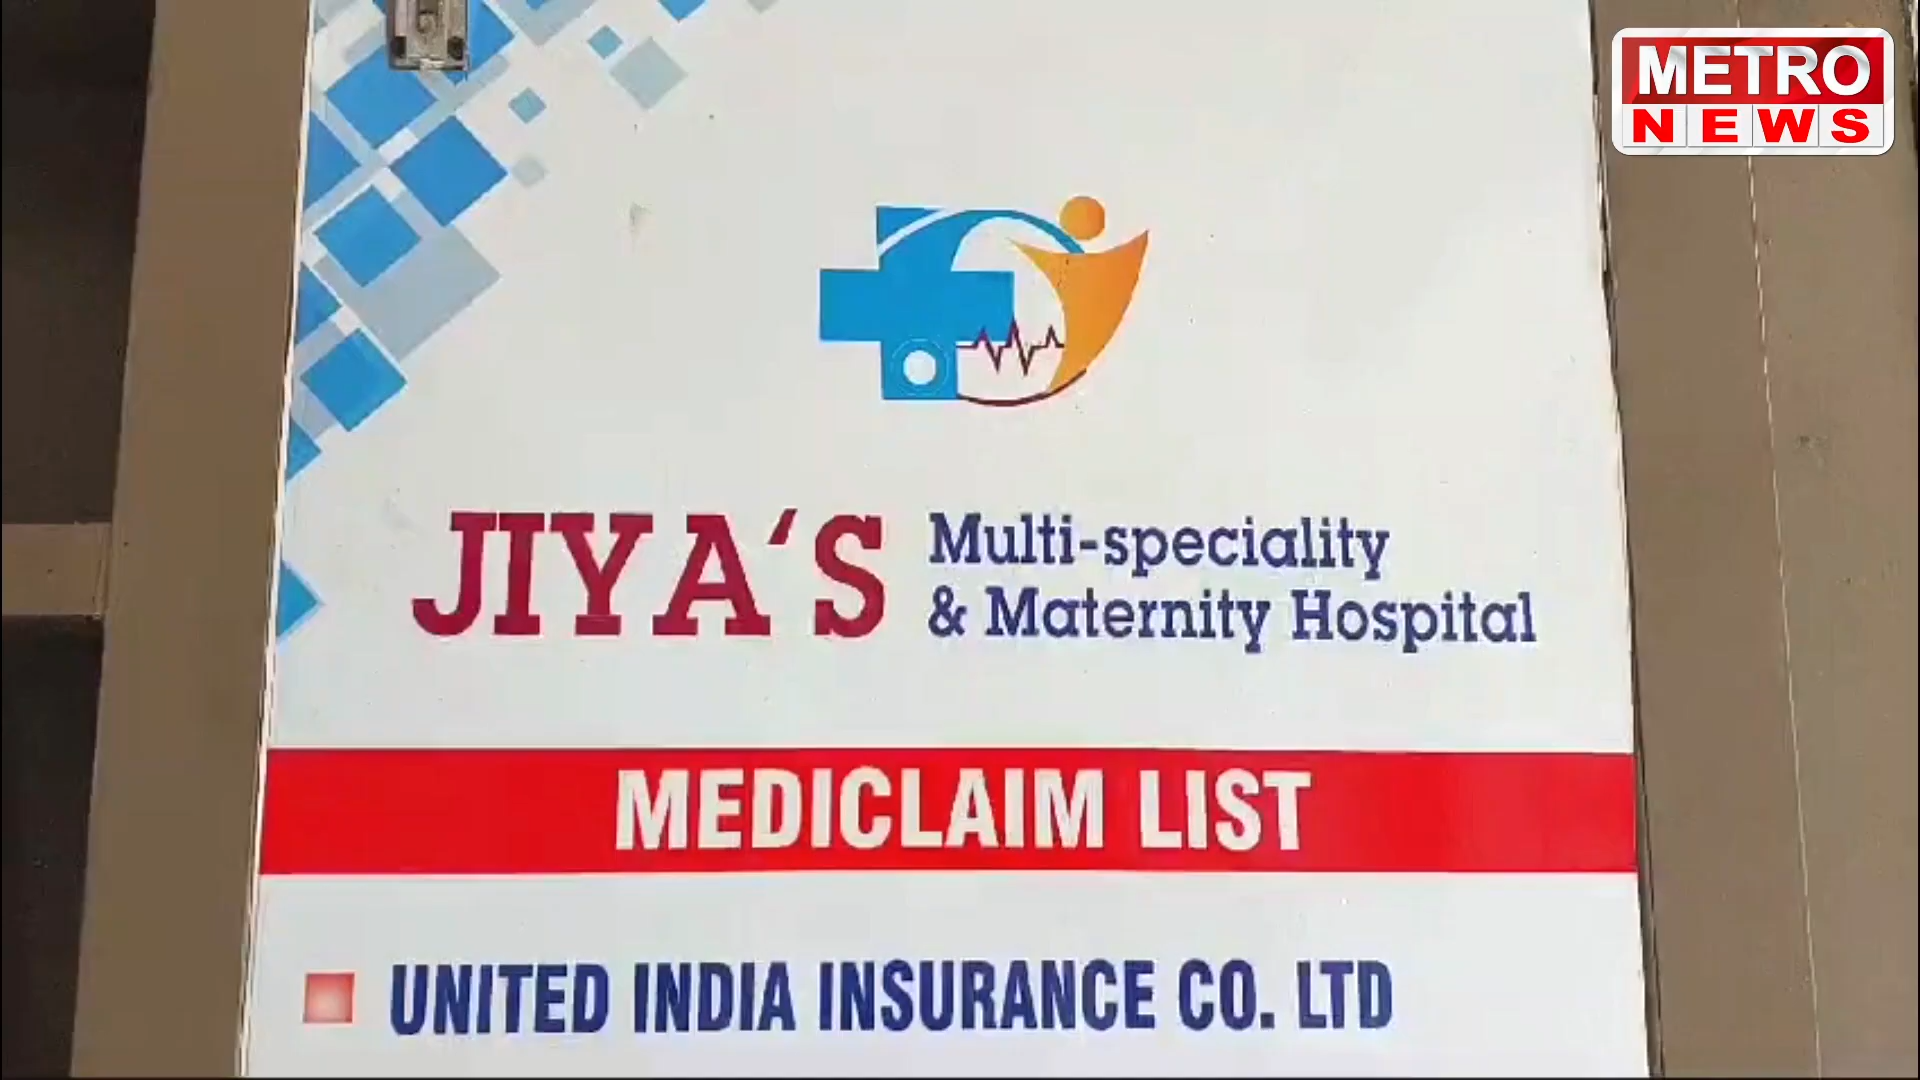 METRO
NEWS
JIYA‘S Multi-speciality
& Maternity Hospital
MEDICLAIM LIST
UNITED INDIA INSURANCE CO. LTD